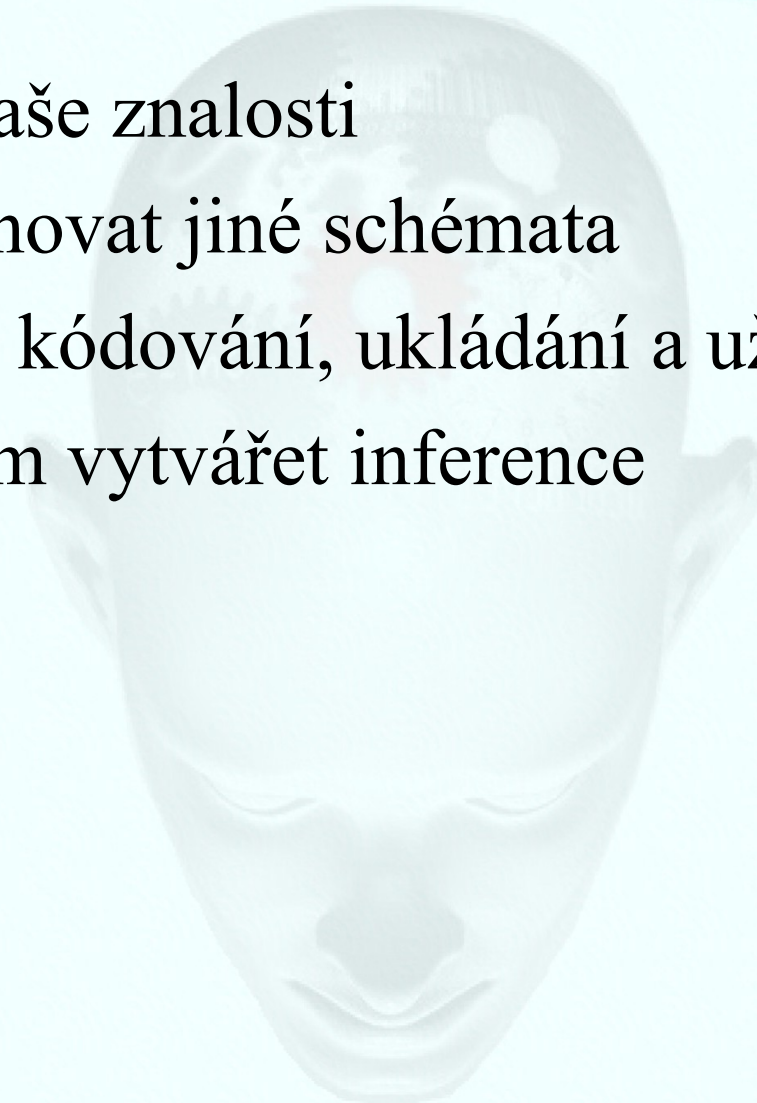 aše znalosti
novat jiné schémata
kódování, ukládání a už
m vytvářet inference